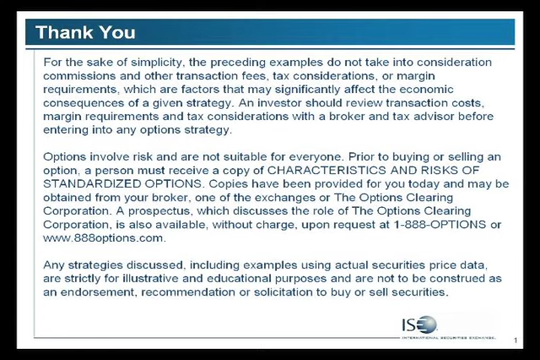 Thank You
For the sake of simplicity, the preceding examples do not take into consideration
commissions and other transaction fees, tax considerations, or margin
requirements, which are factors that may significantly affect the economic
consequences of a given strategy. An investor should review transaction costs,
margin requirements and tax considerations with a broker and tax advisor before
entering into any options strategy.
Options involve risk and are not suitable for everyone. Prior to buying or selling an
option, a person must receive a copy of CHARACTERISTICS AND RISKS OF
STANDARDIZED OPTIONS. Copies have been provided for you today and may be
obtained from your broker, one of the exchanges or The Options Clearing
Corporation. A prospectus, which discusses the role of The Options Clearing
Corporation, is also available, without charge, upon request at 1-888-OPTIONS or
www.888options.com.
Any strategies discussed, including examples using actual securities price data,
are strictly for illustrative and educational purposes and are not to be construed as
an endorsement, recommendation or solicitation to buy or sell securities.
ISE
INTERNATIONAL SECURITIES EXCHANGE.
1